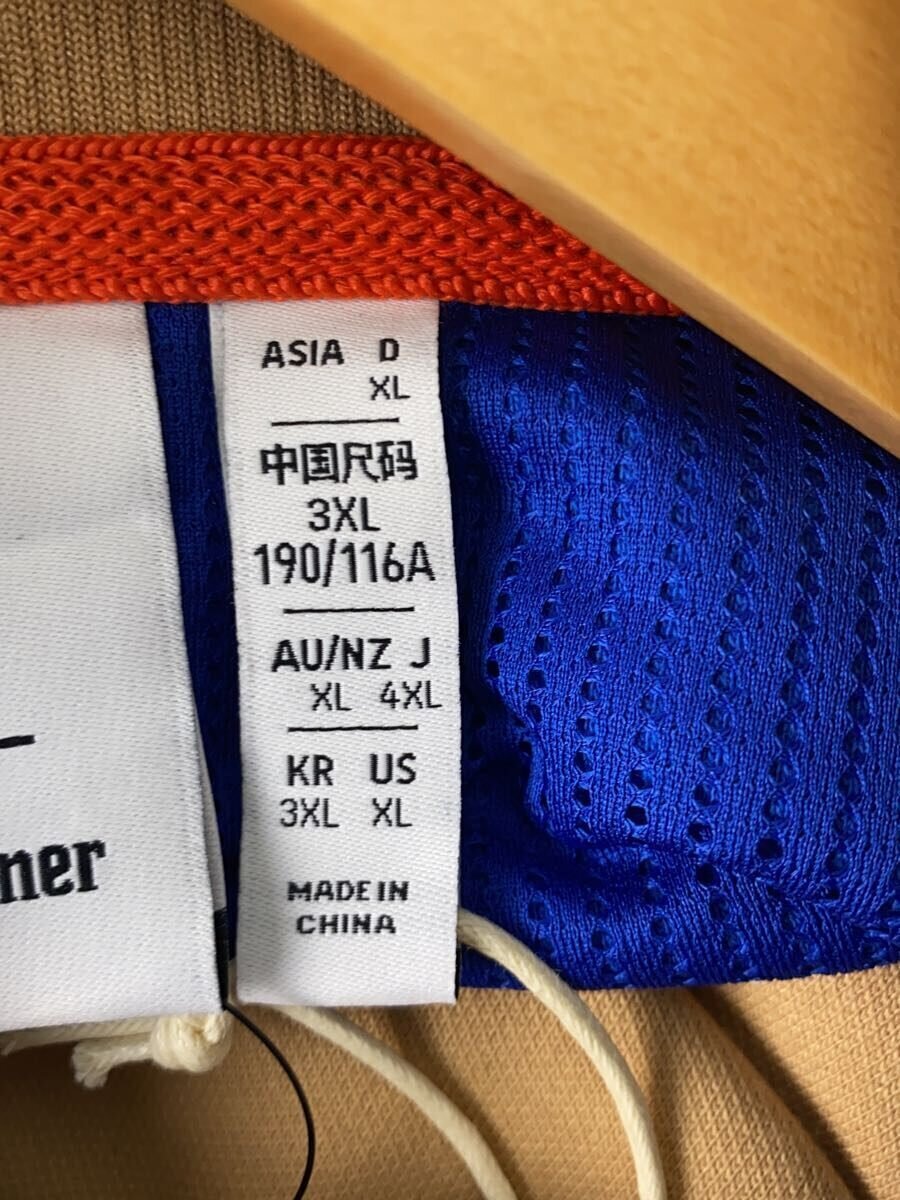 ASIA D
XL
中国尺码
3XL
190/116A
AU/NZ J
XL 4XL
KR US
3XL XL
MADE IN
CHINA
ner